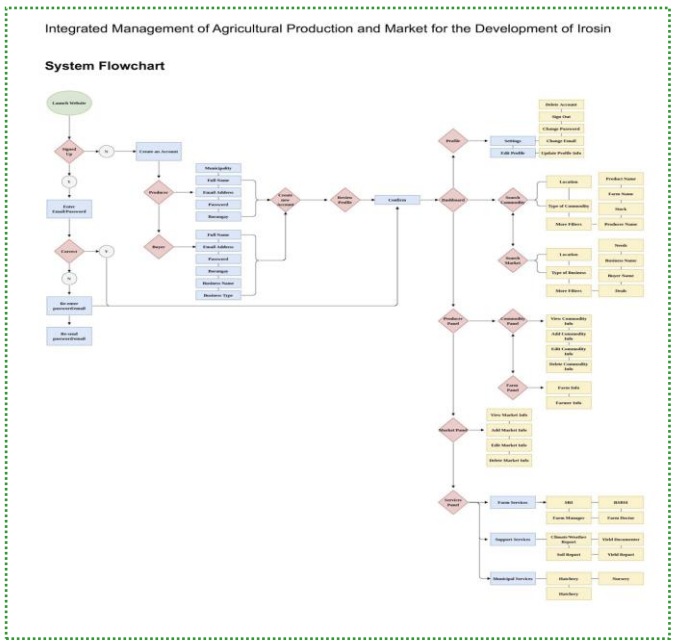 Integrated Management of Agricultural Production and Market for the Development of Irosin
System Flowchart
Launch Website
Signed
Up
N
Create an Account
Y
Enter
Email/Password
Correct
Y
N
Re-enter
password/email
Re-send
password/email
Producer
Buyer
Municipality
Full Name
Email Address
Password
Barangay
Full Name
Email Address
Password
Barangay
Business Name
Business Type
Create
new
Account
Review
Profile
Confirm
Dashboard
Profile
Settings
Edit Profile
Delete Account
Sign Out
Change Password
Change Email
Update Profile Info
Search
Commodity
Location
Type of Commodity
More Filters
Product Name
Farm Name
Stock
Producer Name
Search
Market
Location
Type of Business
More Filters
Needs
Business Name
Buyer Name
Deals
Producer
Panel
Commodity
Panel
View Commodity
Info
Add Commodity
Info
Edit Commodity
Info
Delete Commodity
Info
Farm
Panel
Farm Info
Farmer Info
Market Panel
View Market Info
Add Market Info
Edit Market Info
Delete Market Info
Services
Panel
Farm Services
Farm Manager
Farm Doctor
Support Services
Climate/Weather
Report
Yield Documenter
Soil Report
Yield Report
Municipal Services
Hatchery
Nursery
Hatchery